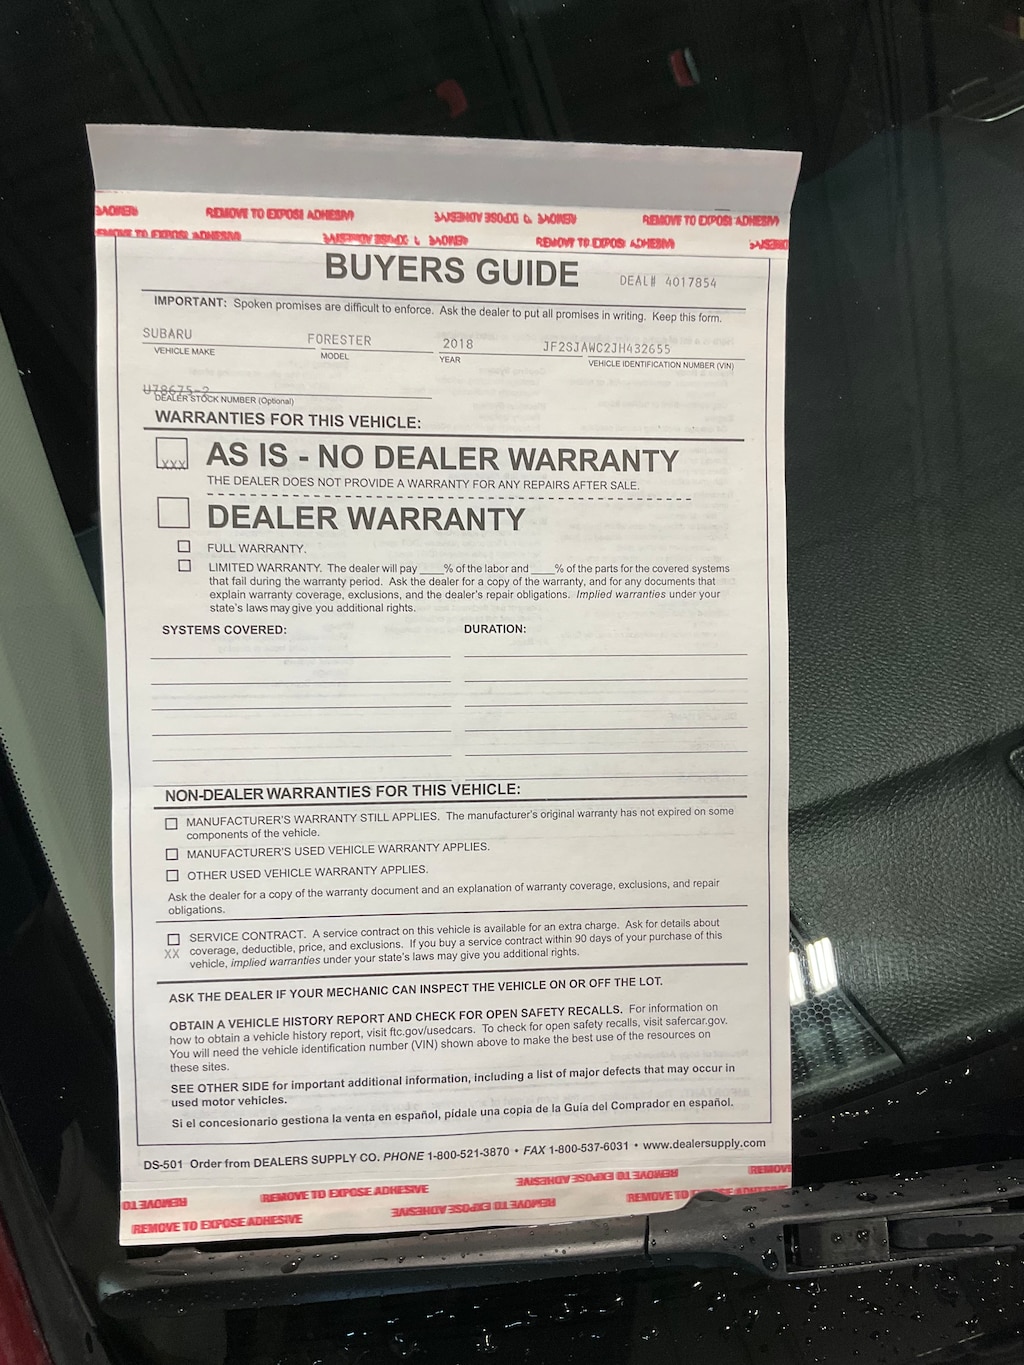 REMOVE TO EXPOSE ADHESIVE
BUYERS GUIDE
DEAL# 4017854
IMPORTANT: Spoken promises are difficult to enforce. Ask the dealer to put all promises in writing. Keep this form.
SUBARU FORESTER 2018 JF2SJAWC2JH432655
VEHICLE MAKE MODEL YEAR VEHICLE IDENTIFICATION NUMBER (VIN)
U78675-2
DEALER STOCK NUMBER (Optional)
WARRANTIES FOR THIS VEHICLE:
XXX AS IS - NO DEALER WARRANTY
THE DEALER DOES NOT PROVIDE A WARRANTY FOR ANY REPAIRS AFTER SALE.
DEALER WARRANTY
FULL WARRANTY.
LIMITED WARRANTY. The dealer will pay ____% of the labor and ____% of the parts for the covered systems
that fail during the warranty period. Ask the dealer for a copy of the warranty, and for any documents that
explain warranty coverage, exclusions, and the dealer's repair obligations. Implied warranties under your
state's laws may give you additional rights.
SYSTEMS COVERED: DURATION:
NON-DEALER WARRANTIES FOR THIS VEHICLE:
MANUFACTURER'S WARRANTY STILL APPLIES. The manufacturer's original warranty has not expired on some
components of the vehicle.
MANUFACTURER'S USED VEHICLE WARRANTY APPLIES.
OTHER USED VEHICLE WARRANTY APPLIES.
Ask the dealer for a copy of the warranty document and an explanation of warranty coverage, exclusions, and repair
obligations.
SERVICE CONTRACT. A service contract on this vehicle is available for an extra charge. Ask for details about
XX coverage, deductible, price, and exclusions. If you buy a service contract within 90 days of your purchase of this
vehicle, implied warranties under your state's laws may give you additional rights.
ASK THE DEALER IF YOUR MECHANIC CAN INSPECT THE VEHICLE ON OR OFF THE LOT.
OBTAIN A VEHICLE HISTORY REPORT AND CHECK FOR OPEN SAFETY RECALLS. For information on
how to obtain a vehicle history report, visit ftc.gov/usedcars. To check for open safety recalls, visit safercar.gov.
You will need the vehicle identification number (VIN) shown above to make the best use of the resources on
these sites.
SEE OTHER SIDE for important additional information, including a list of major defects that may occur in
used motor vehicles.
Si el concesionario gestiona la venta en español, pídale una copia de la Guía del Comprador en español.
DS-501 Order from DEALERS SUPPLY CO. PHONE 1-800-521-3870 • FAX 1-800-537-6031 • www.dealersupply.com
REMOVE TO EXPOSE ADHESIVE
REMOVE TO EXPOSE ADHESIVE